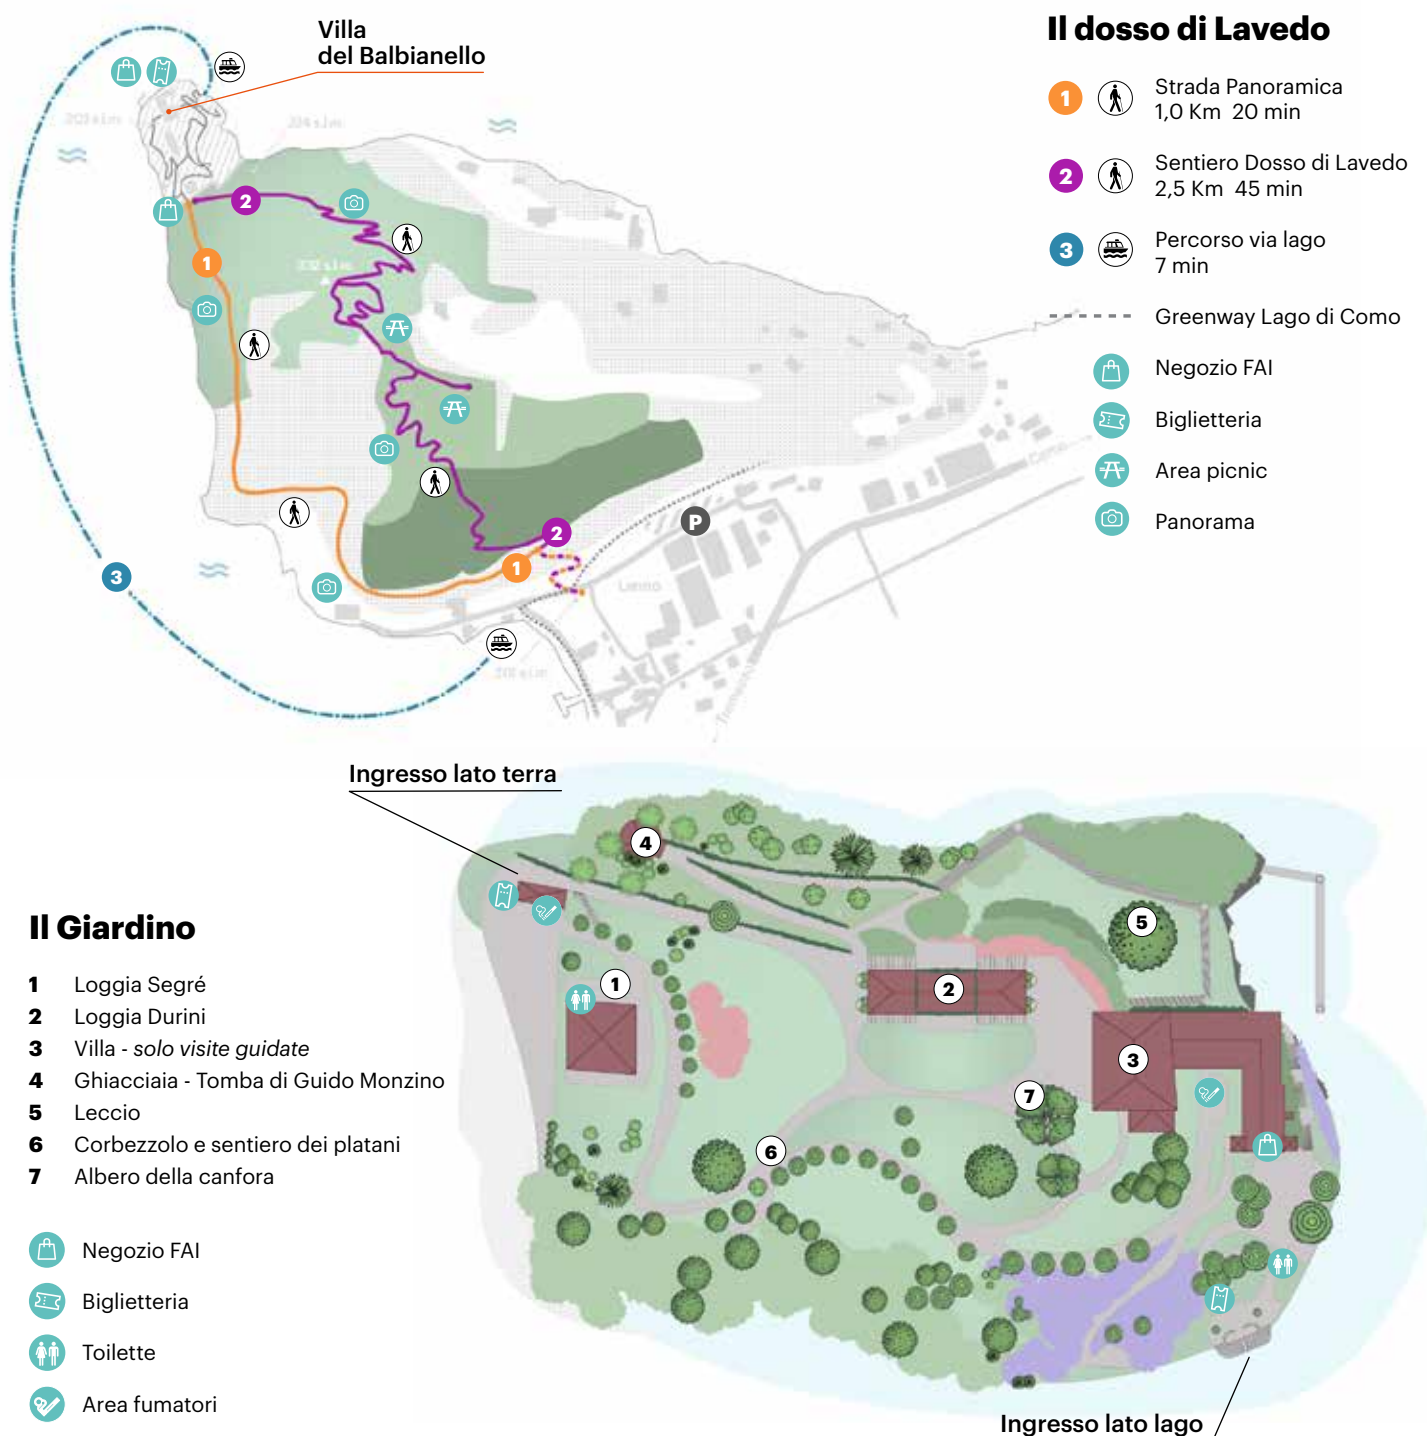 Villa
del Balbianello
Il dosso di Lavedo
1 Strada Panoramica
1,0 Km 20 min
2 Sentiero Dosso di Lavedo
2,5 Km 45 min
3 Percorso via lago
7 min
Greenway Lago di Como
Negozio FAI
Biglietteria
Area picnic
Panorama
2
1
2
1
3
P
Lenno
Ingresso lato terra
Il Giardino
1 Loggia Segré
2 Loggia Durini
3 Villa - solo visite guidate
4 Ghiacciaia - Tomba di Guido Monzino
5 Leccio
6 Corbezzolo e sentiero dei platani
7 Albero della canfora
Negozio FAI
Biglietteria
Toilette
Area fumatori
4
5
1
2
3
7
6
Ingresso lato lago